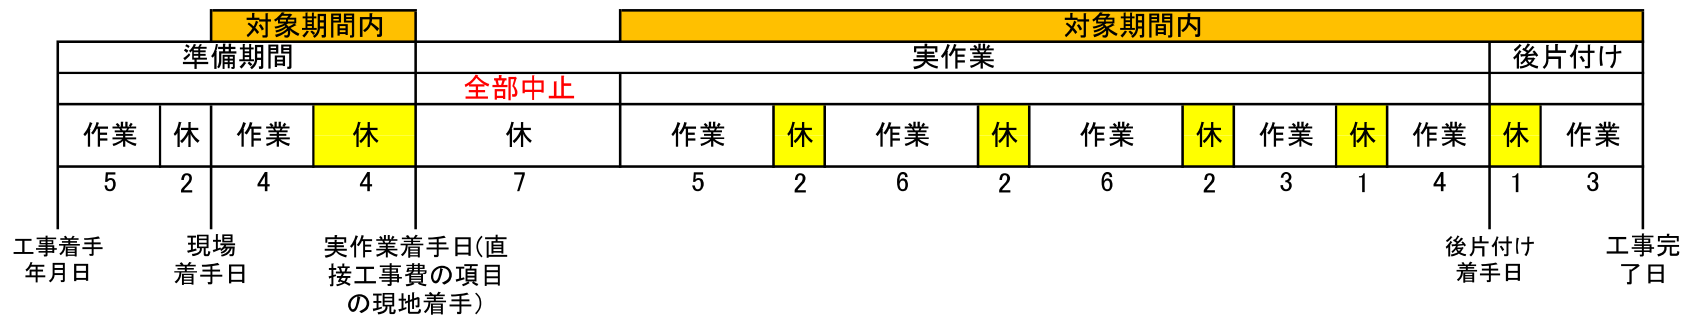 対象期間内 対象期間内
準備期間 実作業 後片付け
全部中止
作業 休 作業 休 休 作業 休 作業 休 作業 休 作業 休 作業 休 作業
5 2 4 4 7 5 2 6 2 6 2 3 1 4 1 3
工事着手
年月日
現場
着手日
実作業着手日(直
接工事費の項目
の現地着手)
後片付け
着手日
工事完
了日